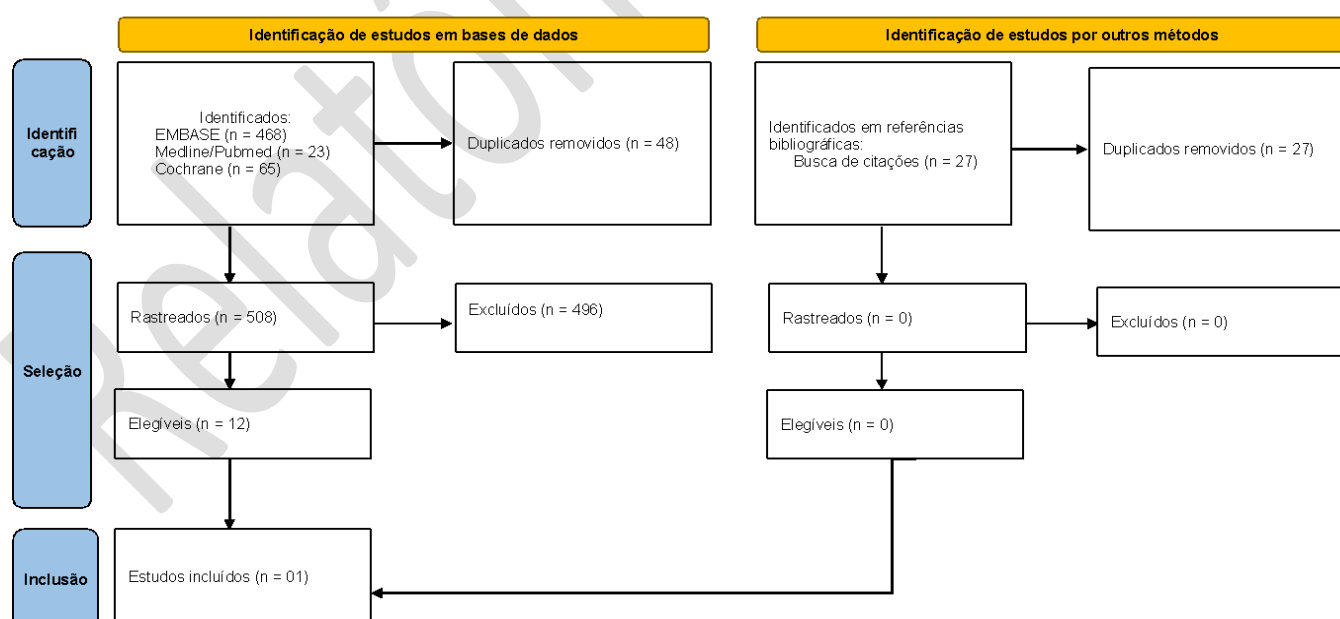 Identificação de estudos em bases de dados
Identificação de estudos por outros métodos
Identifi
cação
Identificados:
EMBASE (n = 468)
Medline/Pubmed (n = 23)
Cochrane (n = 65)
Duplicados removidos (n = 48)
Identificados em referências
bibliográficas:
Busca de citações (n = 27)
Duplicados removidos (n = 27)
Seleção
Rastreados (n = 508)
Excluídos (n = 496)
Rastreados (n = 0)
Excluídos (n = 0)
Elegíveis (n = 12)
Elegíveis (n = 0)
Inclusão
Estudos incluídos (n = 01)